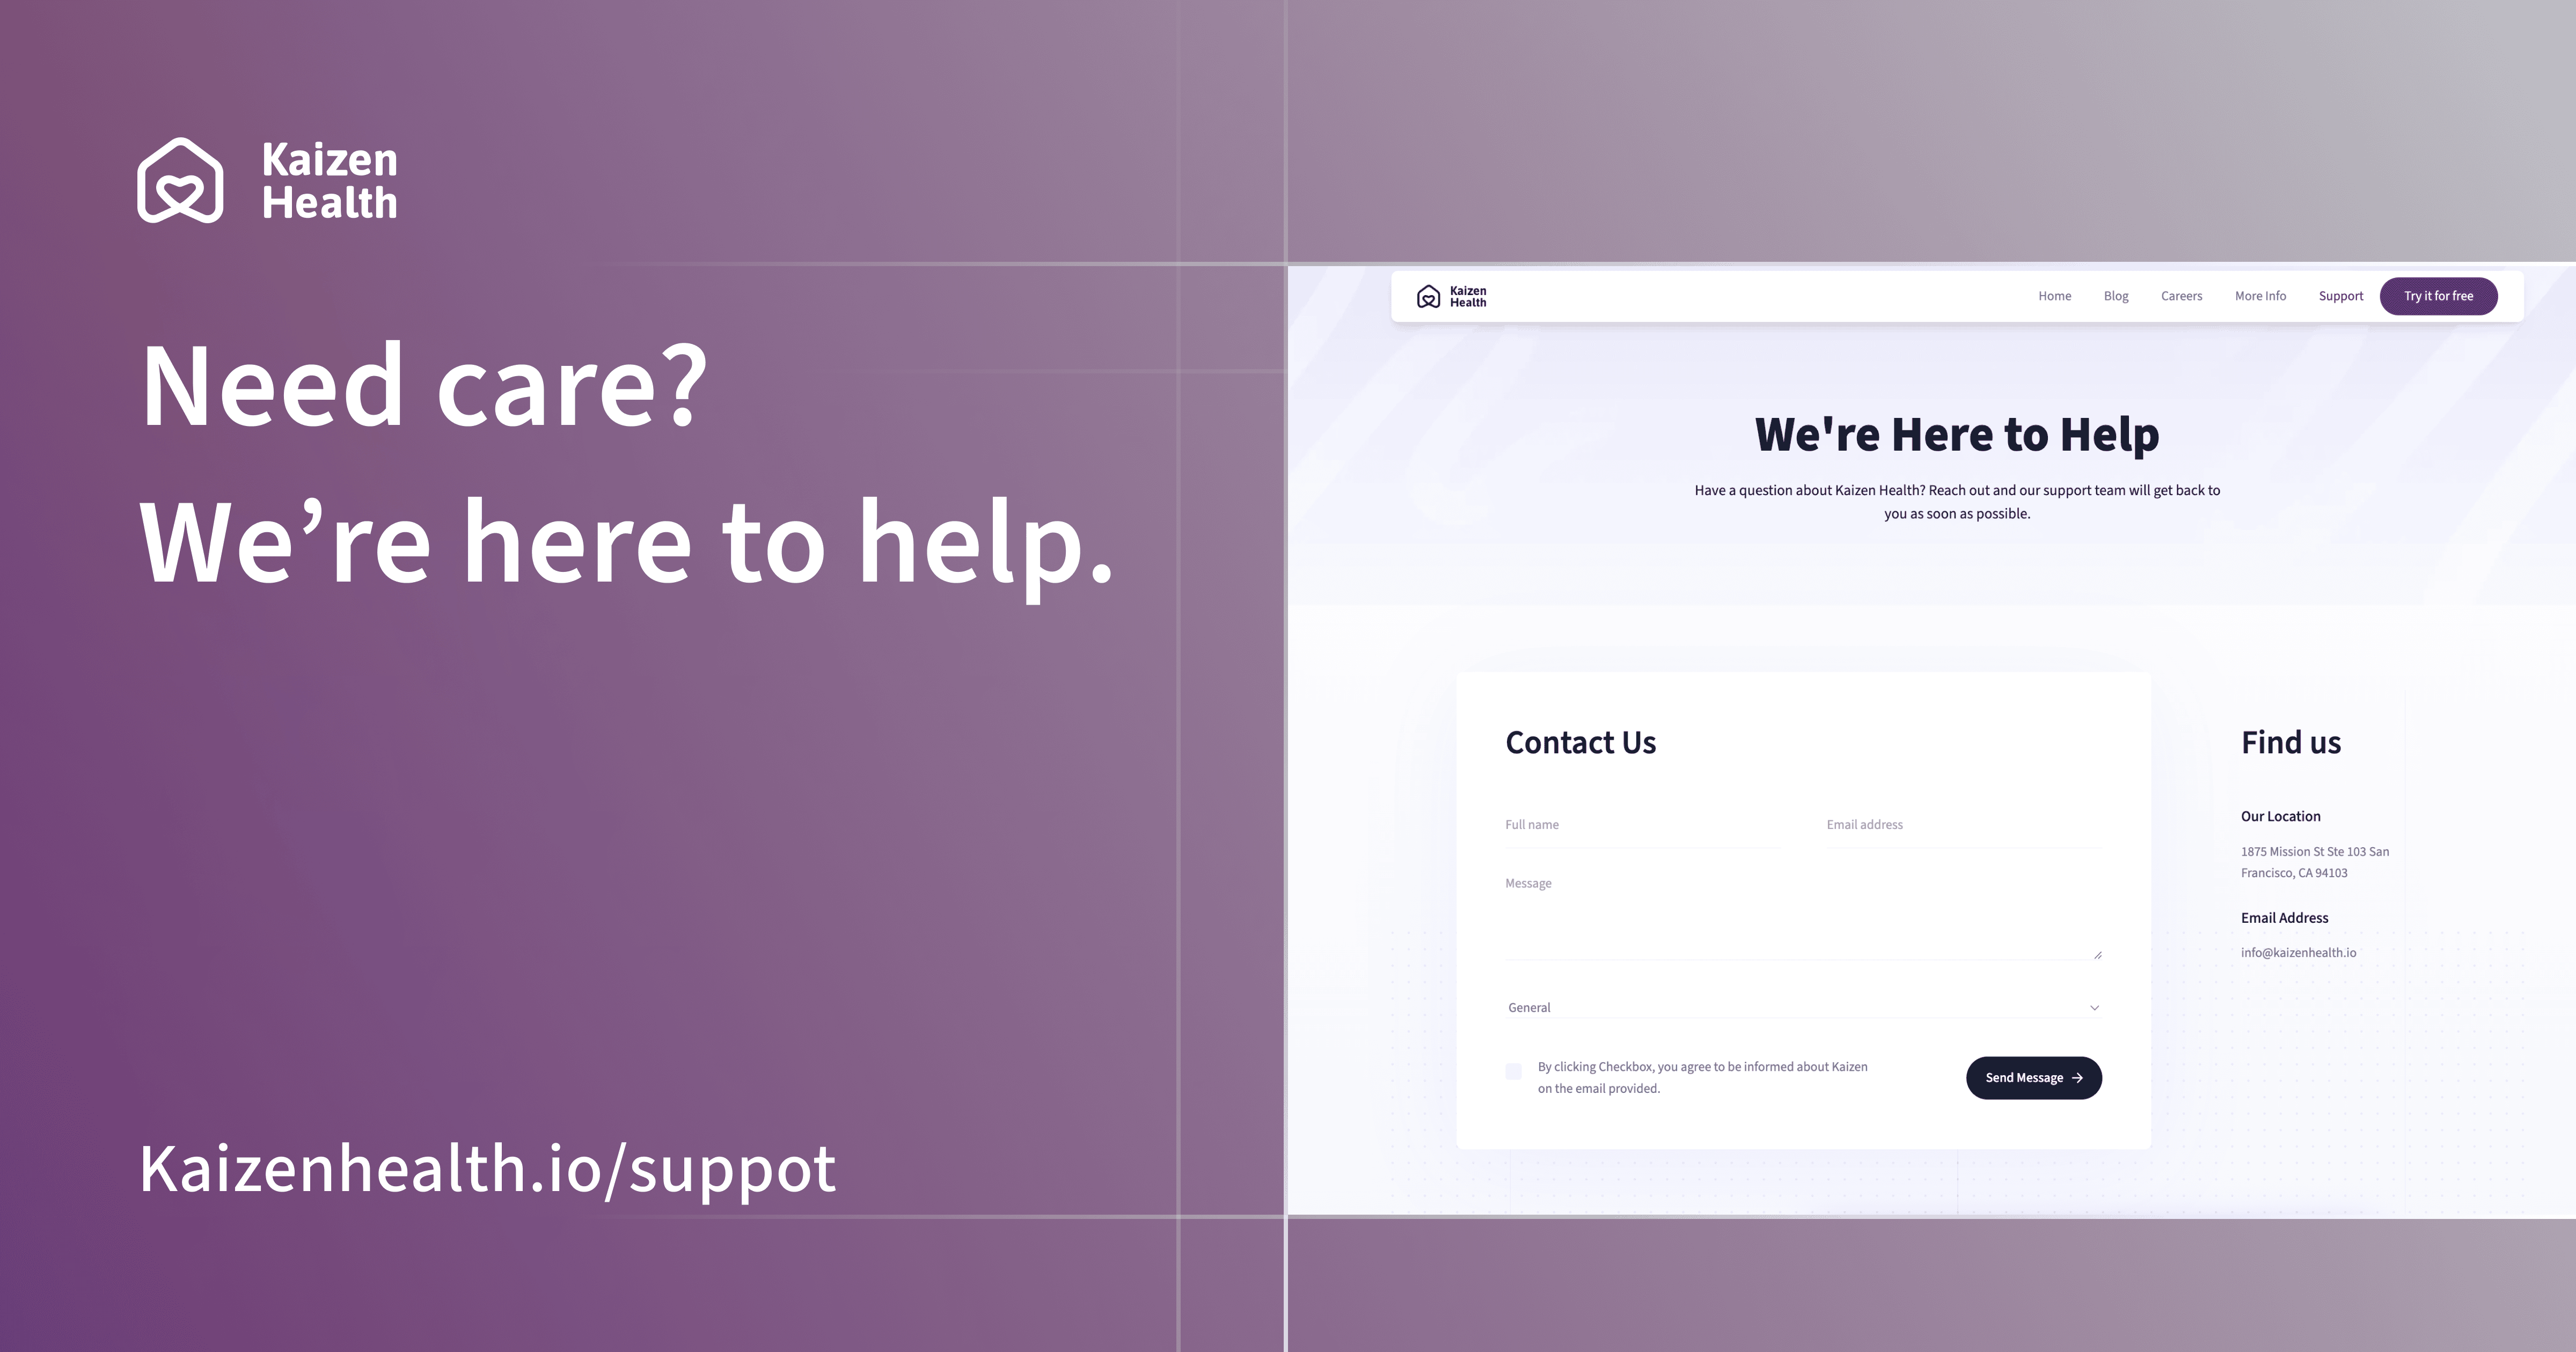 Kaizen
Health
Need care?
We’re here to help.
Kaizenhealth.io/suppot
Kaizen
Health
Home Blog Careers More Info Support Try it for free
We're Here to Help
Have a question about Kaizen Health? Reach out and our support team will get back to
you as soon as possible.
Contact Us
Full name Email address
Message
General
By clicking Checkbox, you agree to be informed about Kaizen
on the email provided.
Send Message
Find us
Our Location
1875 Mission St Ste 103 San
Francisco, CA 94103
Email Address
info@kaizenhealth.io